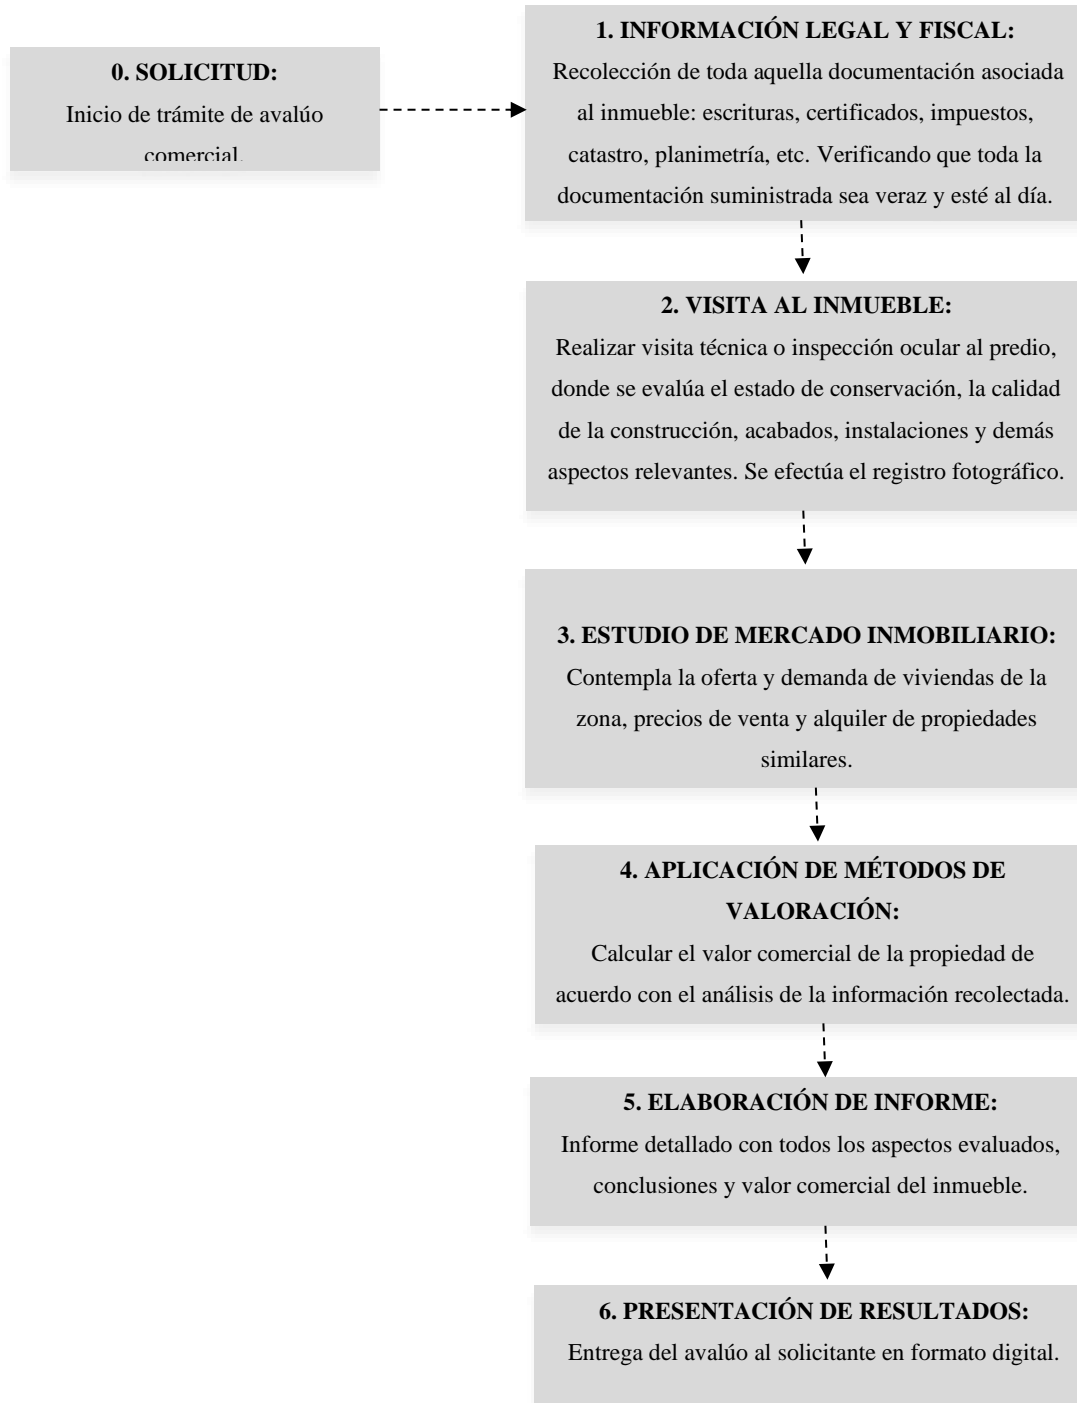 0. SOLICITUD:
Inicio de trámite de avalúo
comercial.
1. INFORMACIÓN LEGAL Y FISCAL:
Recolección de toda aquella documentación asociada
al inmueble: escrituras, certificados, impuestos,
catastro, planimetría, etc. Verificando que toda la
documentación suministrada sea veraz y esté al día.
2. VISITA AL INMUEBLE:
Realizar visita técnica o inspección ocular al predio,
donde se evalúa el estado de conservación, la calidad
de la construcción, acabados, instalaciones y demás
aspectos relevantes. Se efectúa el registro fotográfico.
3. ESTUDIO DE MERCADO INMOBILIARIO:
Contempla la oferta y demanda de viviendas de la
zona, precios de venta y alquiler de propiedades
similares.
4. APLICACIÓN DE MÉTODOS DE
VALORACIÓN:
Calcular el valor comercial de la propiedad de
acuerdo con el análisis de la información recolectada.
5. ELABORACIÓN DE INFORME:
Informe detallado con todos los aspectos evaluados,
conclusiones y valor comercial del inmueble.
6. PRESENTACIÓN DE RESULTADOS:
Entrega del avalúo al solicitante en formato digital.